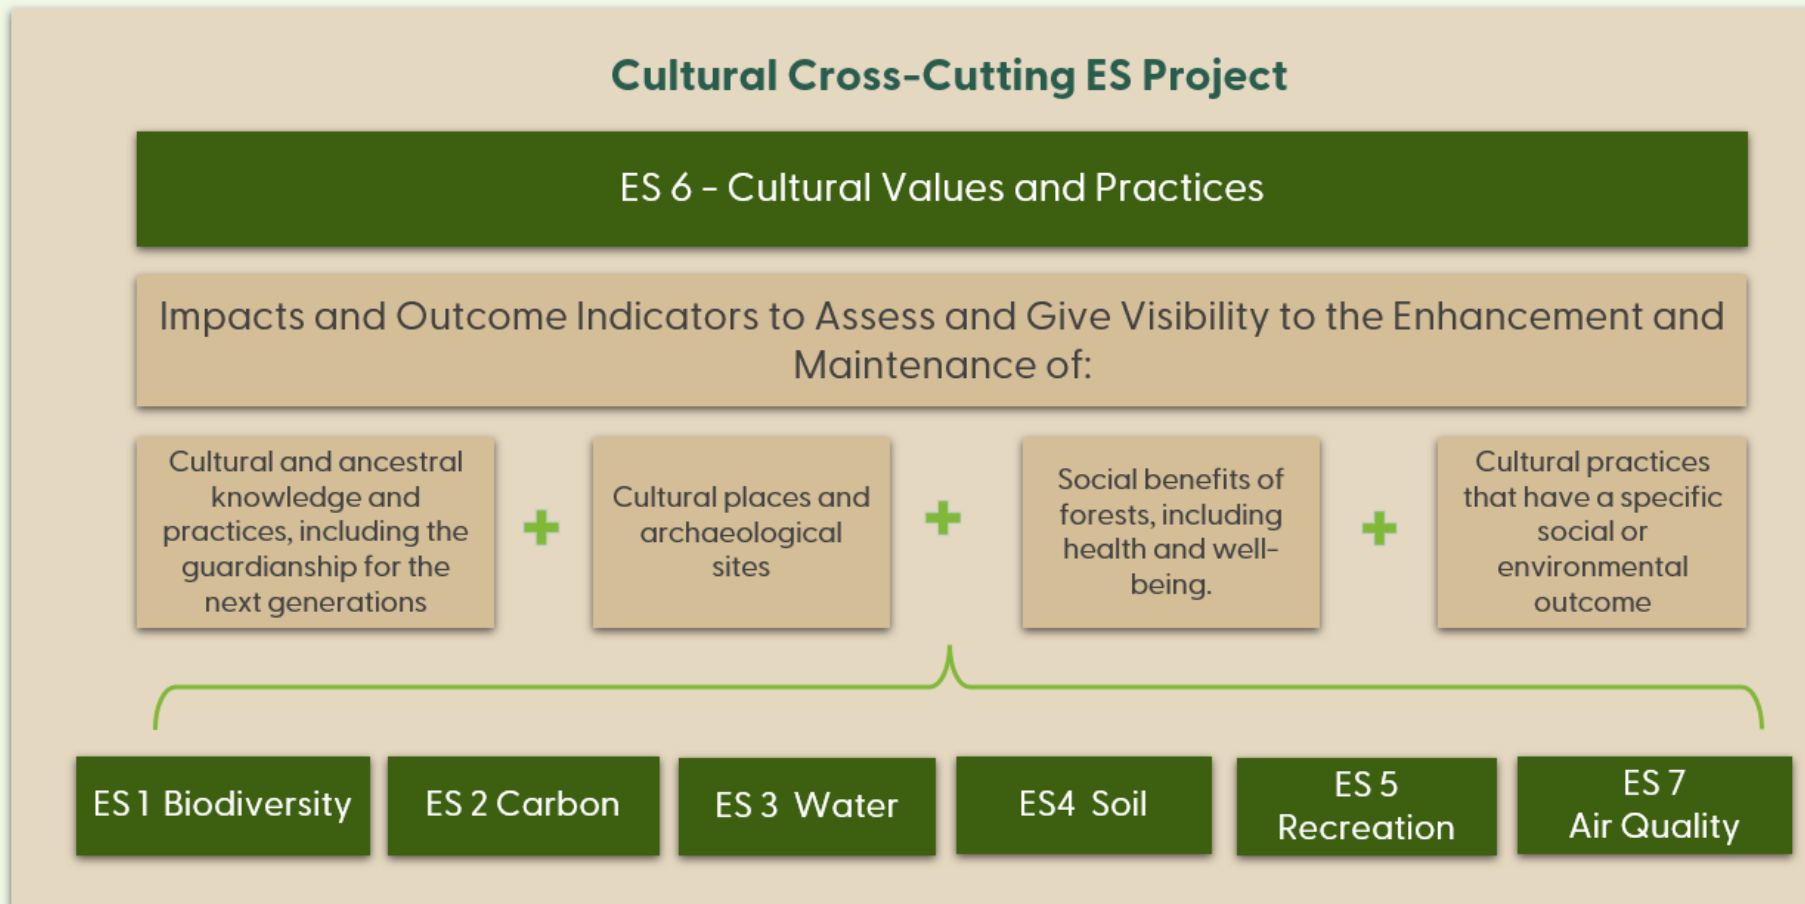 Cultural Cross-Cutting ES Project
ES 6 - Cultural Values and Practices
Impacts and Outcome Indicators to Assess and Give Visibility to the Enhancement and
Maintenance of:
Cultural and ancestral
knowledge and
practices, including the
guardianship for the
next generations
Cultural places and
archaeological
sites
Social benefits of
forests, including
health and well-
being.
Cultural practices
that have a specific
social or
environmental
outcome
ES 1 Biodiversity
ES 2 Carbon
ES 3 Water
ES4 Soil
ES 5
Recreation
ES 7
Air Quality